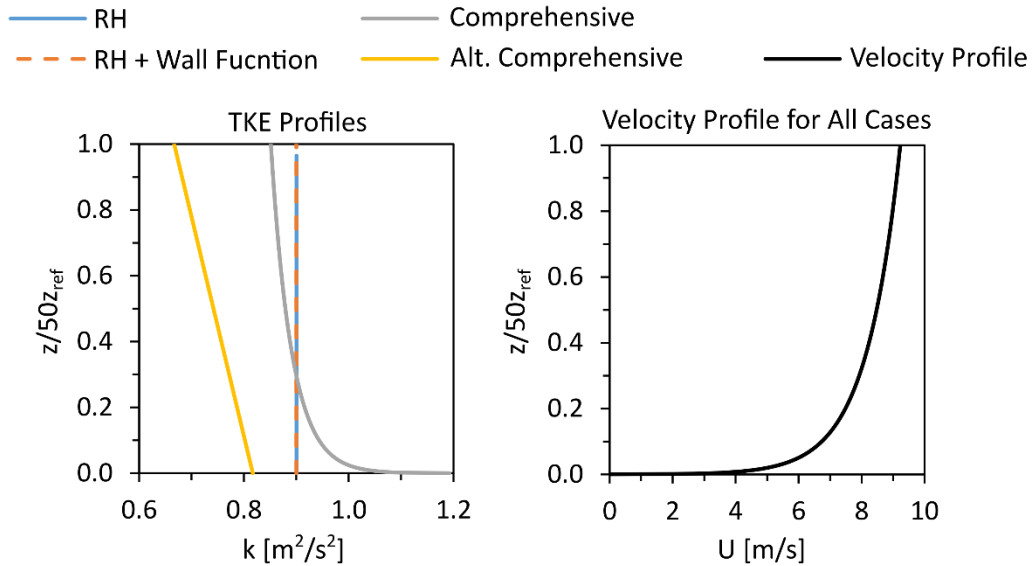 RH
Comprehensive
RH + Wall Fucntion
Alt. Comprehensive
Velocity Profile
TKE Profiles
Velocity Profile for All Cases
1.0
0.8
0.6
0.4
0.2
0.0
z/50z_ref
0.6 0.8 1.0 1.2
k [m²/s²]
1.0
0.8
0.6
0.4
0.2
0.0
z/50z_ref
0 2 4 6 8 10
U [m/s]